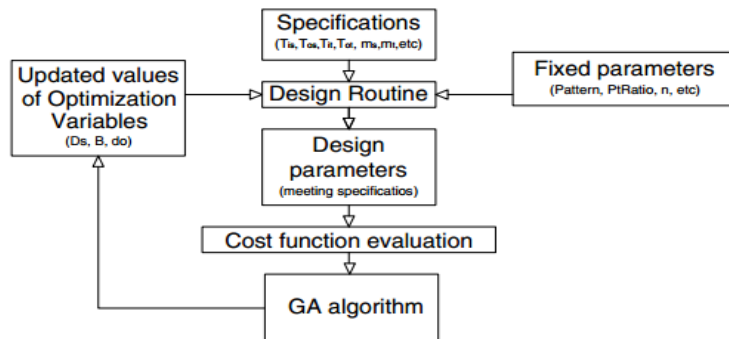 Specifications
(Tis,Tos,Tit,Tot, ms,mt,etc)
Updated values
of Optimization
Variables
(Ds, B, do)
Design Routine
Fixed parameters
(Pattern, PtRatio, n, etc)
Design
parameters
(meeting specificatios)
Cost function evaluation
GA algorithm